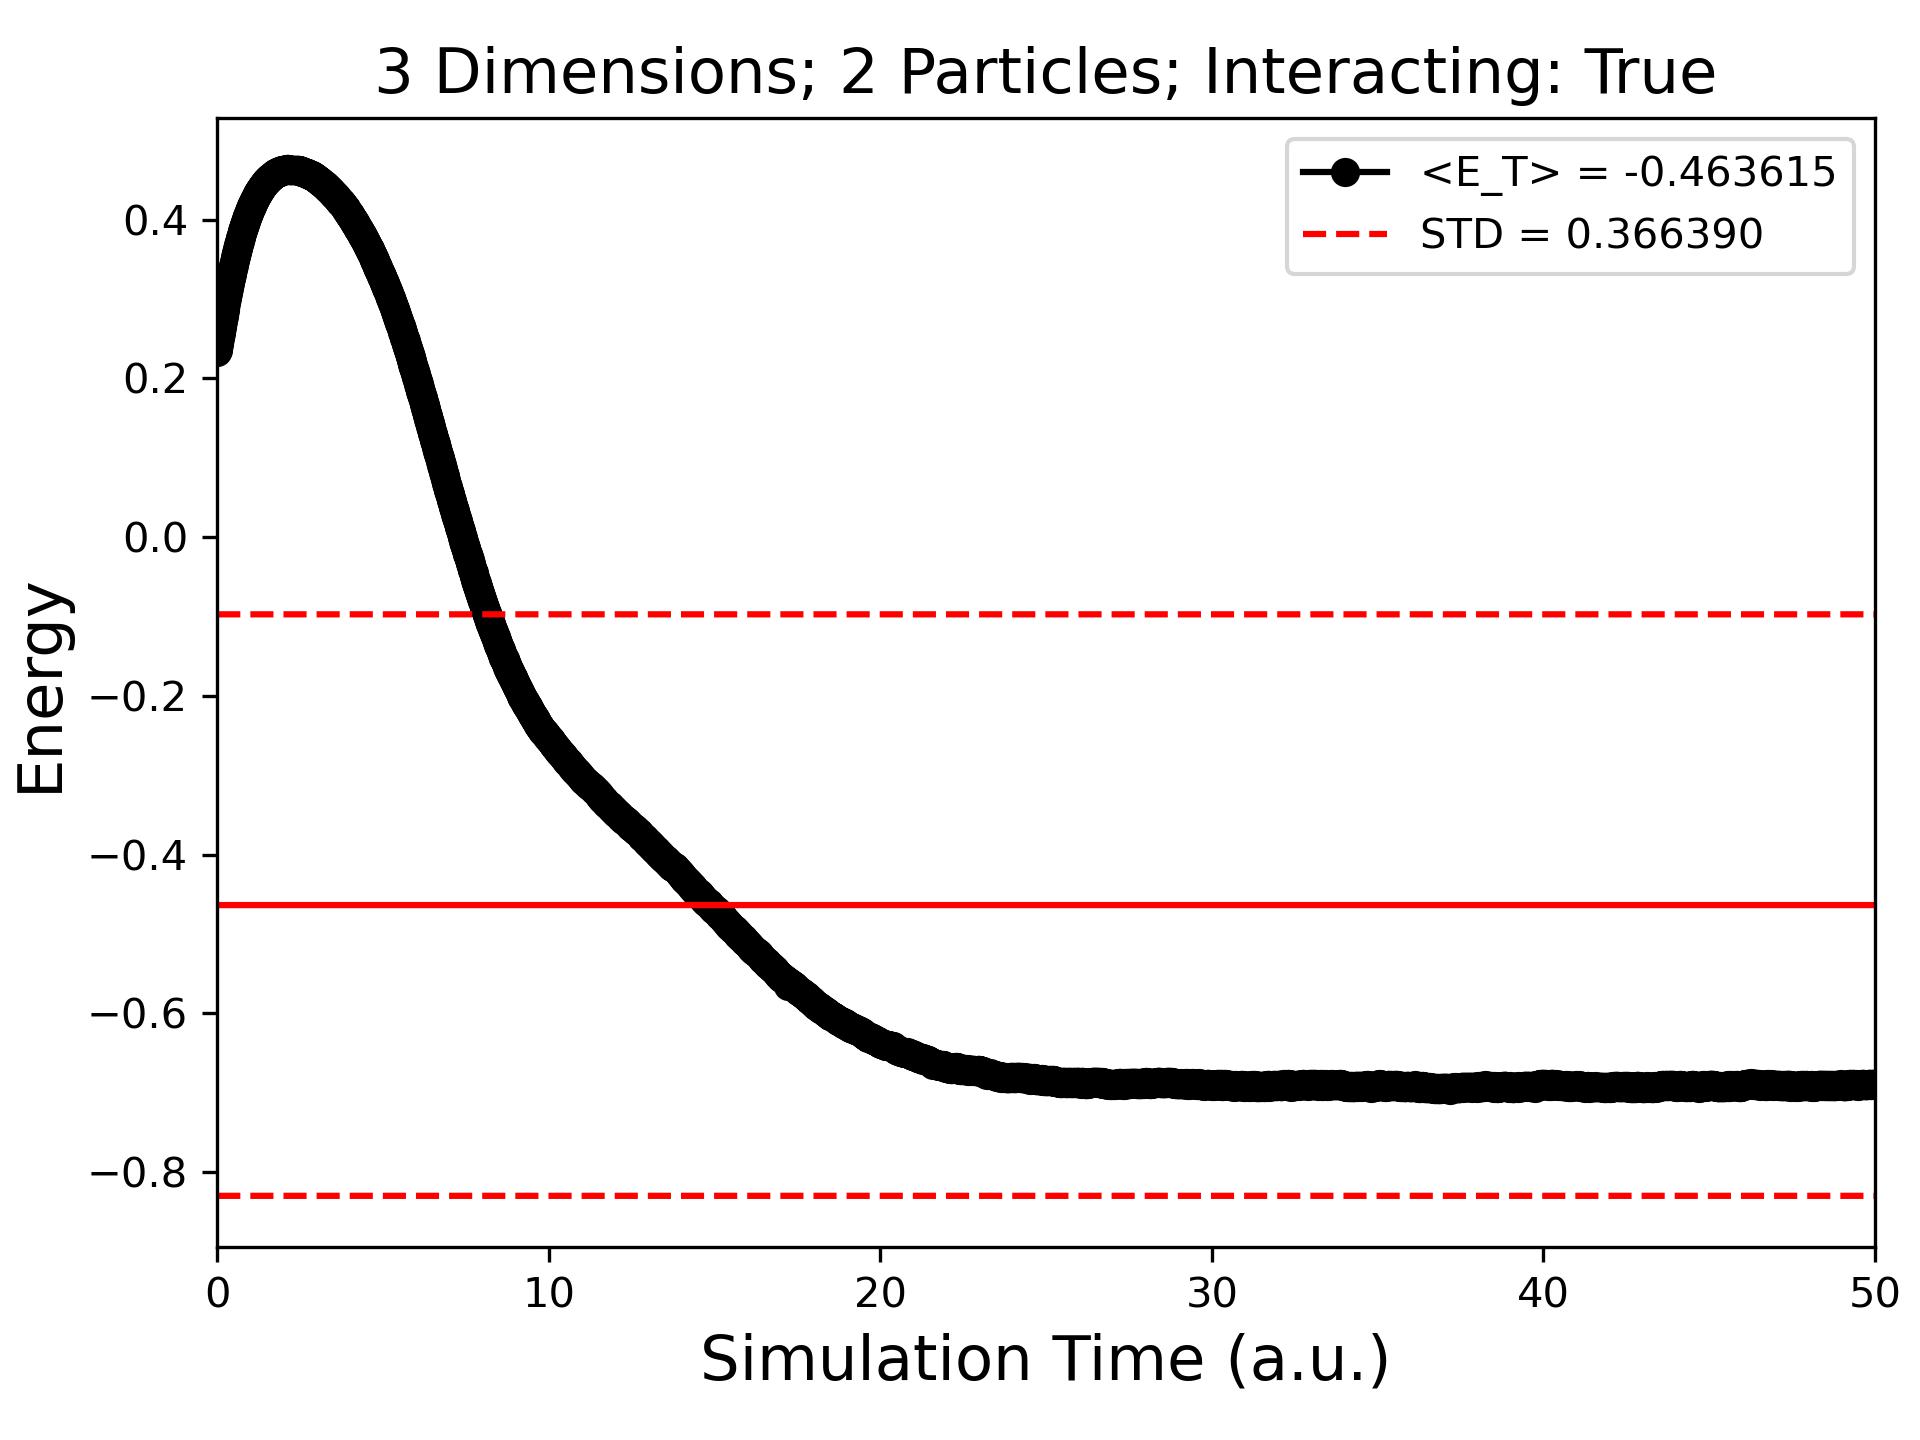 3 Dimensions; 2 Particles; Interacting: True
<E_T> = -0.463615
STD = 0.366390
Energy
0.4
0.2
0.0
−0.2
−0.4
−0.6
−0.8
0 10 20 30 40 50
Simulation Time (a.u.)